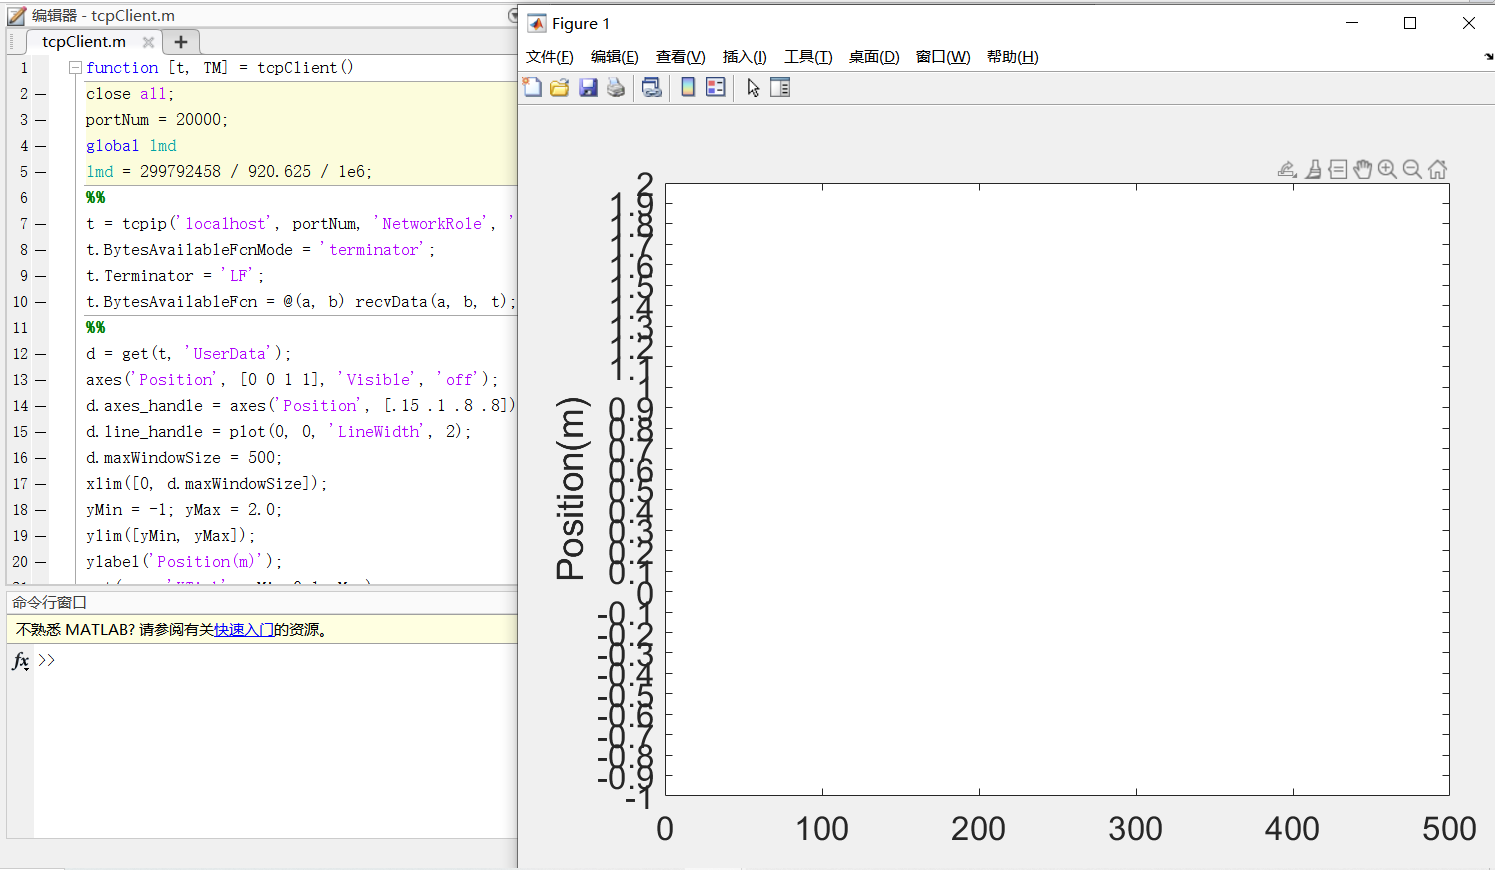 编辑器 - tcpClient.m
tcpClient.m
1 function [t, TM] = tcpClient()
2 close all;
3 portNum = 20000;
4 global lmd
5 lmd = 299792458 / 920.625 / 1e6;
6 %%
7 t = tcpip('localhost', portNum, 'NetworkRole', '
8 t.BytesAvailableFcnMode = 'terminator';
9 t.Terminator = 'LF';
10 t.BytesAvailableFcn = @(a, b) recvData(a, b, t);
11 %%
12 d = get(t, 'UserData');
13 axes('Position', [0 0 1 1], 'Visible', 'off');
14 d.axes_handle = axes('Position', [.15 .1 .8 .8])
15 d.line_handle = plot(0, 0, 'LineWidth', 2);
16 d.maxWindowSize = 500;
17 xlim([0, d.maxWindowSize]);
18 yMin = -1; yMax = 2.0;
19 ylim([yMin, yMax]);
20 ylabel('Position(m)');
命令行窗口
不熟悉 MATLAB? 请参阅有关快速入门的资源。
fx >>
Figure 1
文件(F) 编辑(E) 查看(V) 插入(I) 工具(T) 桌面(D) 窗口(W) 帮助(H)
2
1.9
1.8
1.7
1.6
1.5
1.4
1.3
1.2
1.1
1
0.9
0.8
0.7
0.6
0.5
0.4
0.3
0.2
0.1
0
-0.1
-0.2
-0.3
-0.4
-0.5
-0.6
-0.7
-0.8
-0.9
-1
Position(m)
0 100 200 300 400 500